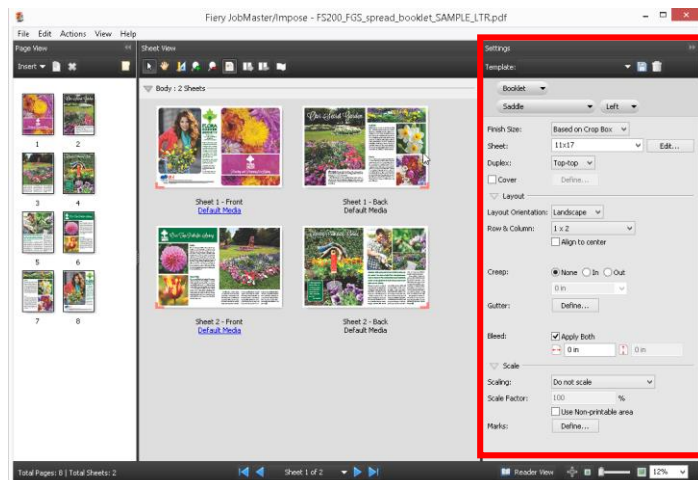 Fiery JobMaster/Impose - FS200_FGS_spread_booklet_SAMPLE_LTR.pdf
File Edit Actions View Help
Page View
Insert
1 2
3 4
5 6
7 8
Sheet View
Body : 2 Sheets
Sheet 1 - Front
Default Media
Sheet 1 - Back
Default Media
Sheet 2 - Front
Default Media
Sheet 2 - Back
Default Media
Settings
Template:
Booklet
Saddle Left
Finish Size: Based on Crop Box
Sheet: 11x17 Edit...
Duplex: Top-top
Cover Define...
Layout
Layout Orientation: Landscape
Row & Column: 1 x 2
Align to center
Creep: None In Out
0 in
Gutter: Define...
Bleed: Apply Both
0 in 0 in
Scale
Scaling: Do not scale
Scale Factor: 100 %
Use Non-printable area
Marks: Define...
Total Pages: 8 | Total Sheets: 2
Sheet 1 of 2
Reader View
12%